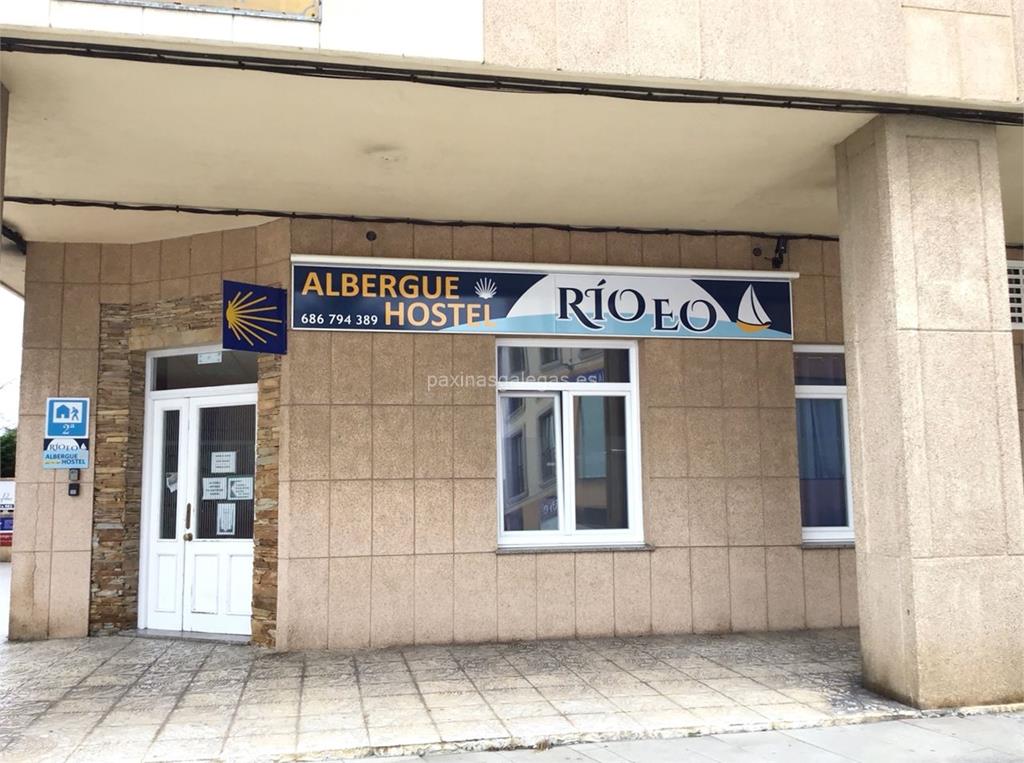 ALBERGUE
686 794 389 HOSTEL
RÍO EO
paxinasgalegas.es
2ª
RÍO EO
ALBERGUE
HOSTEL